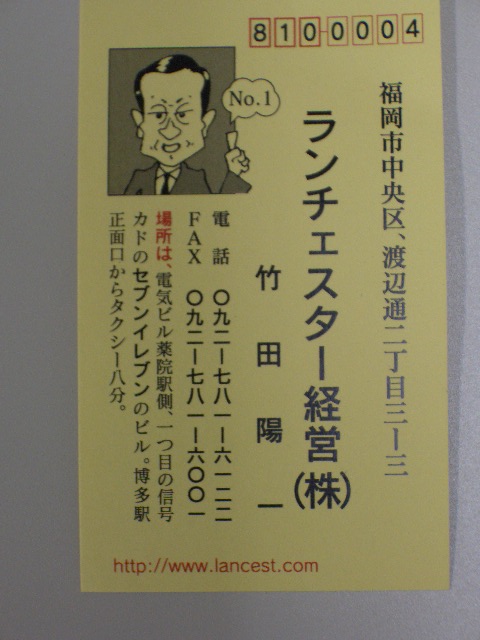 810-0004
福岡市中央区、渡辺通二丁目三ー三
ランチェスター経営(株)
竹田陽一
No.1
電話 〇九二ー七八一ー六一二二
FAX 〇九二ー七八一ー六〇〇一
場所は、電気ビル薬院駅側、一つ目の信号
カドのセブンイレブンのビル。博多駅
正面口からタクシー八分。
http://www.lancest.com